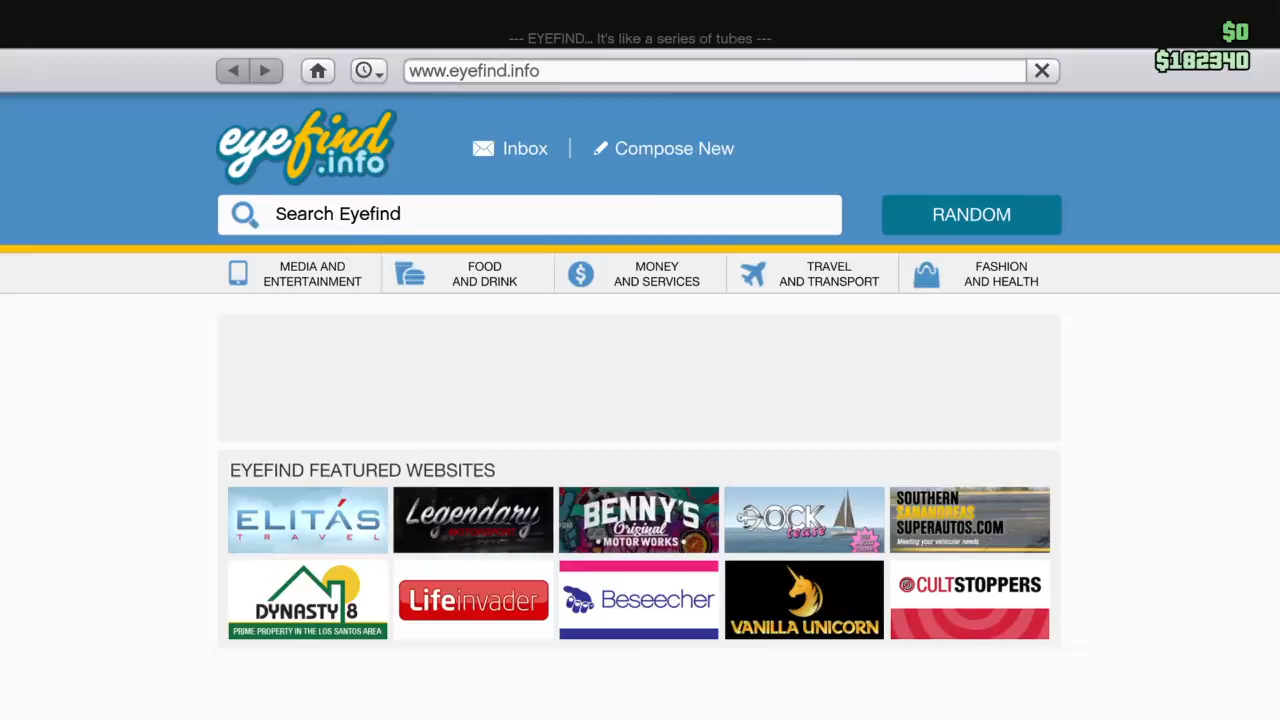 --- EYEFIND... It's like a series of tubes ---
$0
$182340
www.eyefind.info
eyefind
.info
Inbox
Compose New
Search Eyefind
RANDOM
MEDIA AND
ENTERTAINMENT
FOOD
AND DRINK
MONEY
AND SERVICES
TRAVEL
AND TRANSPORT
FASHION
AND HEALTH
EYEFIND FEATURED WEBSITES
ELITÁS
TRAVEL
Legendary
MOTORSPORT
BENNY'S
Original
MOTORWORKS
DOCK
tease
SOUTHERN
SANANDREAS
SUPERAUTOS.COM
Meeting your vehicular needs
DYNASTY 8
PRIME PROPERTY IN THE LOS SANTOS AREA
Lifeinvader
Beseecher
VANILLA UNICORN
CULTSTOPPERS